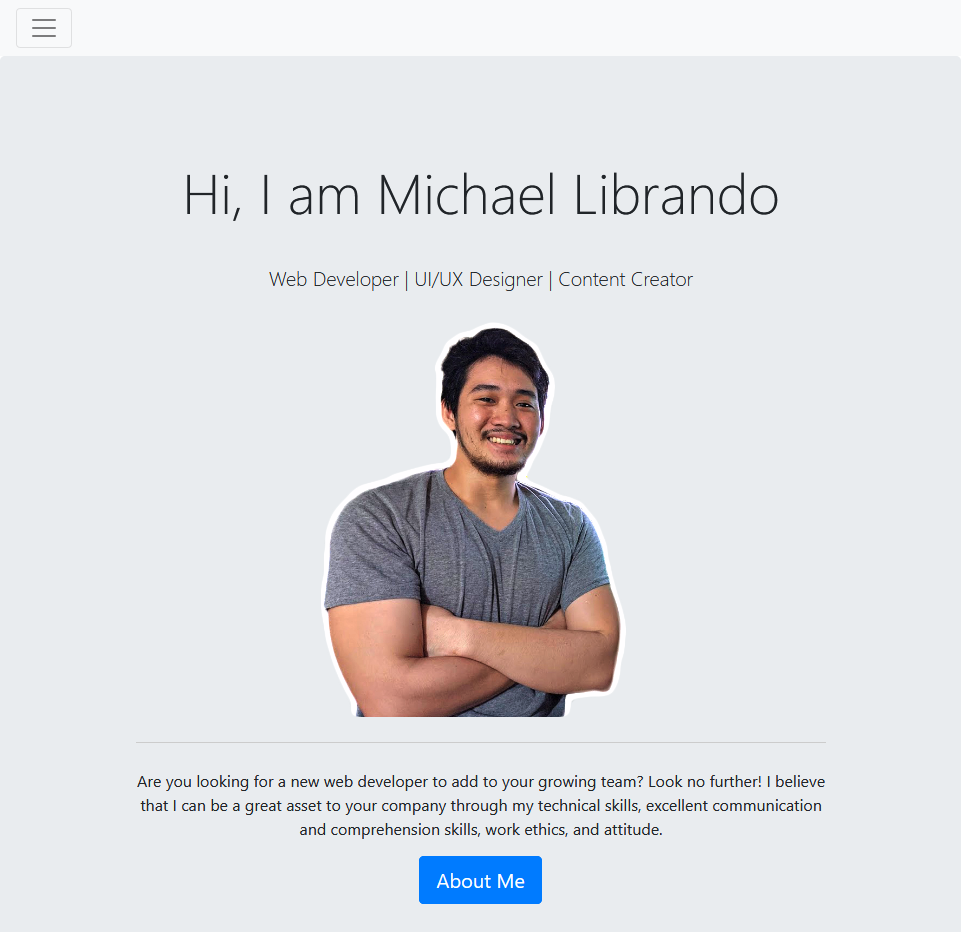 Hi, I am Michael Librando
Web Developer | UI/UX Designer | Content Creator
Are you looking for a new web developer to add to your growing team? Look no further! I believe
that I can be a great asset to your company through my technical skills, excellent communication
and comprehension skills, work ethics, and attitude.
About Me